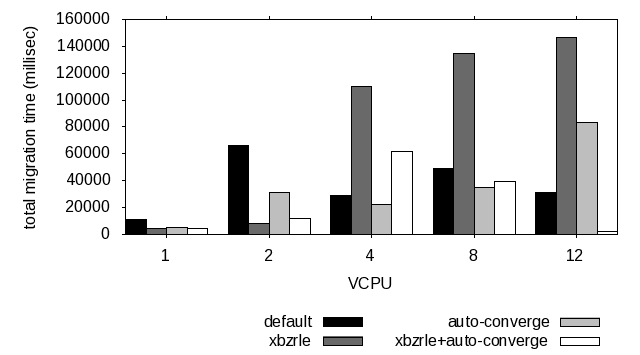 total migration time (millisec)
160000
140000
120000
100000
80000
60000
40000
20000
0
1 2 4 8 12
VCPU
default auto-converge
xbzrle xbzrle+auto-converge